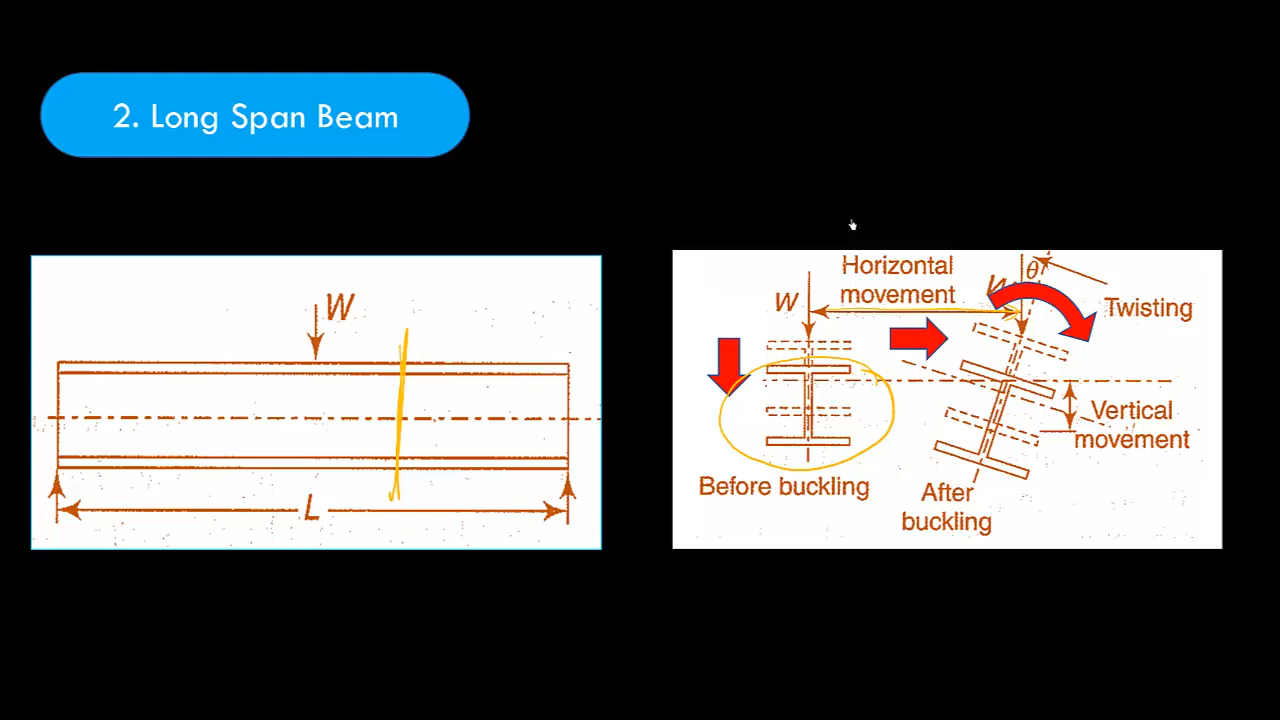 2. Long Span Beam
W
L
Horizontal
movement
W
θ
Twisting
Vertical
movement
Before buckling
After
buckling